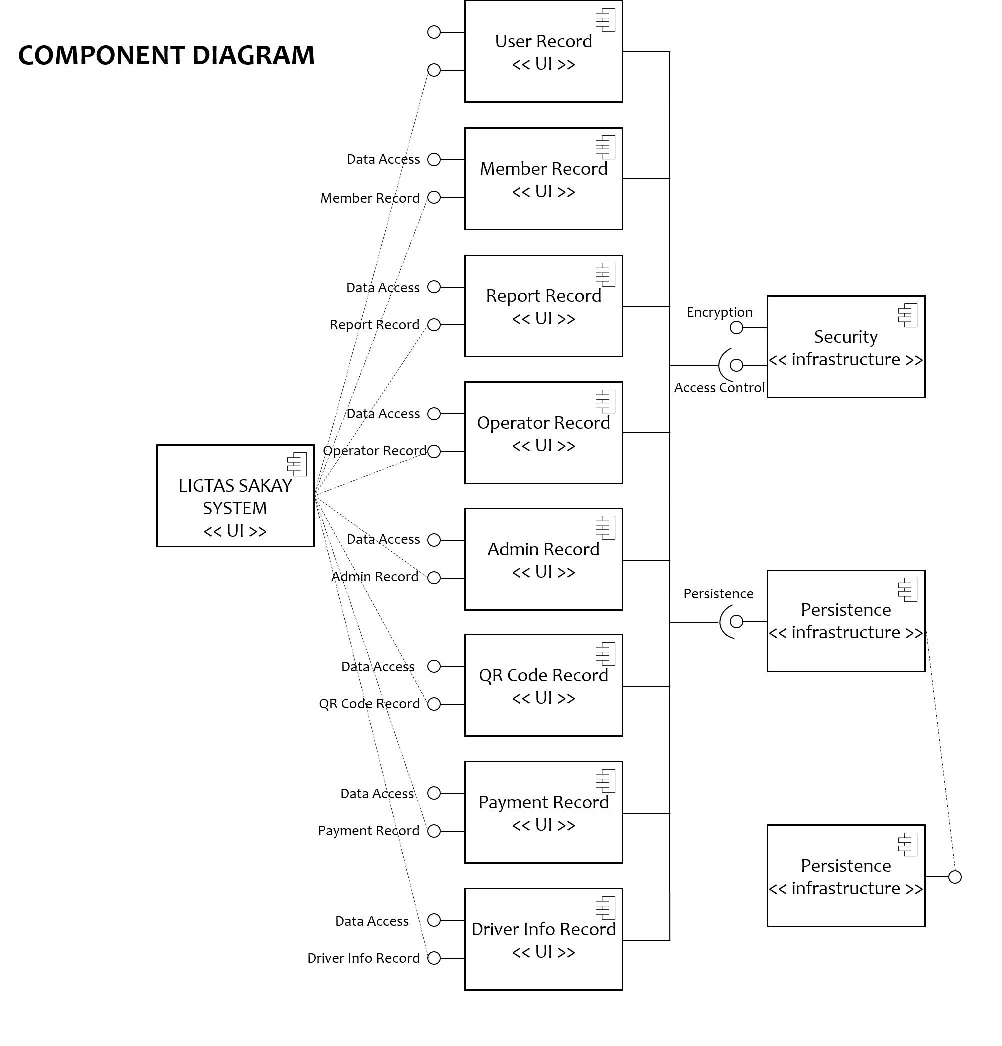 COMPONENT DIAGRAM
User Record
<< UI >>
Data Access
Member Record
Member Record
<< UI >>
Data Access
Report Record
Report Record
<< UI >>
Encryption
Access Control
Security
<< infrastructure >>
Data Access
Operator Record
Operator Record
<< UI >>
LIGTAS SAKAY
SYSTEM
<< UI >>
Data Access
Admin Record
Admin Record
<< UI >>
Persistence
Persistence
<< infrastructure >>
Data Access
QR Code Record
QR Code Record
<< UI >>
Data Access
Payment Record
Payment Record
<< UI >>
Persistence
<< infrastructure >>
Data Access
Driver Info Record
Driver Info Record
<< UI >>